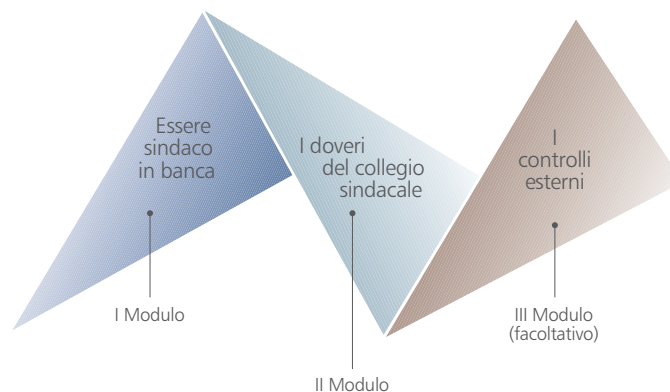 Essere
sindaco
in banca
I doveri
del collegio
sindacale
I
controlli
esterni
I Modulo
II Modulo
III Modulo
(facoltativo)